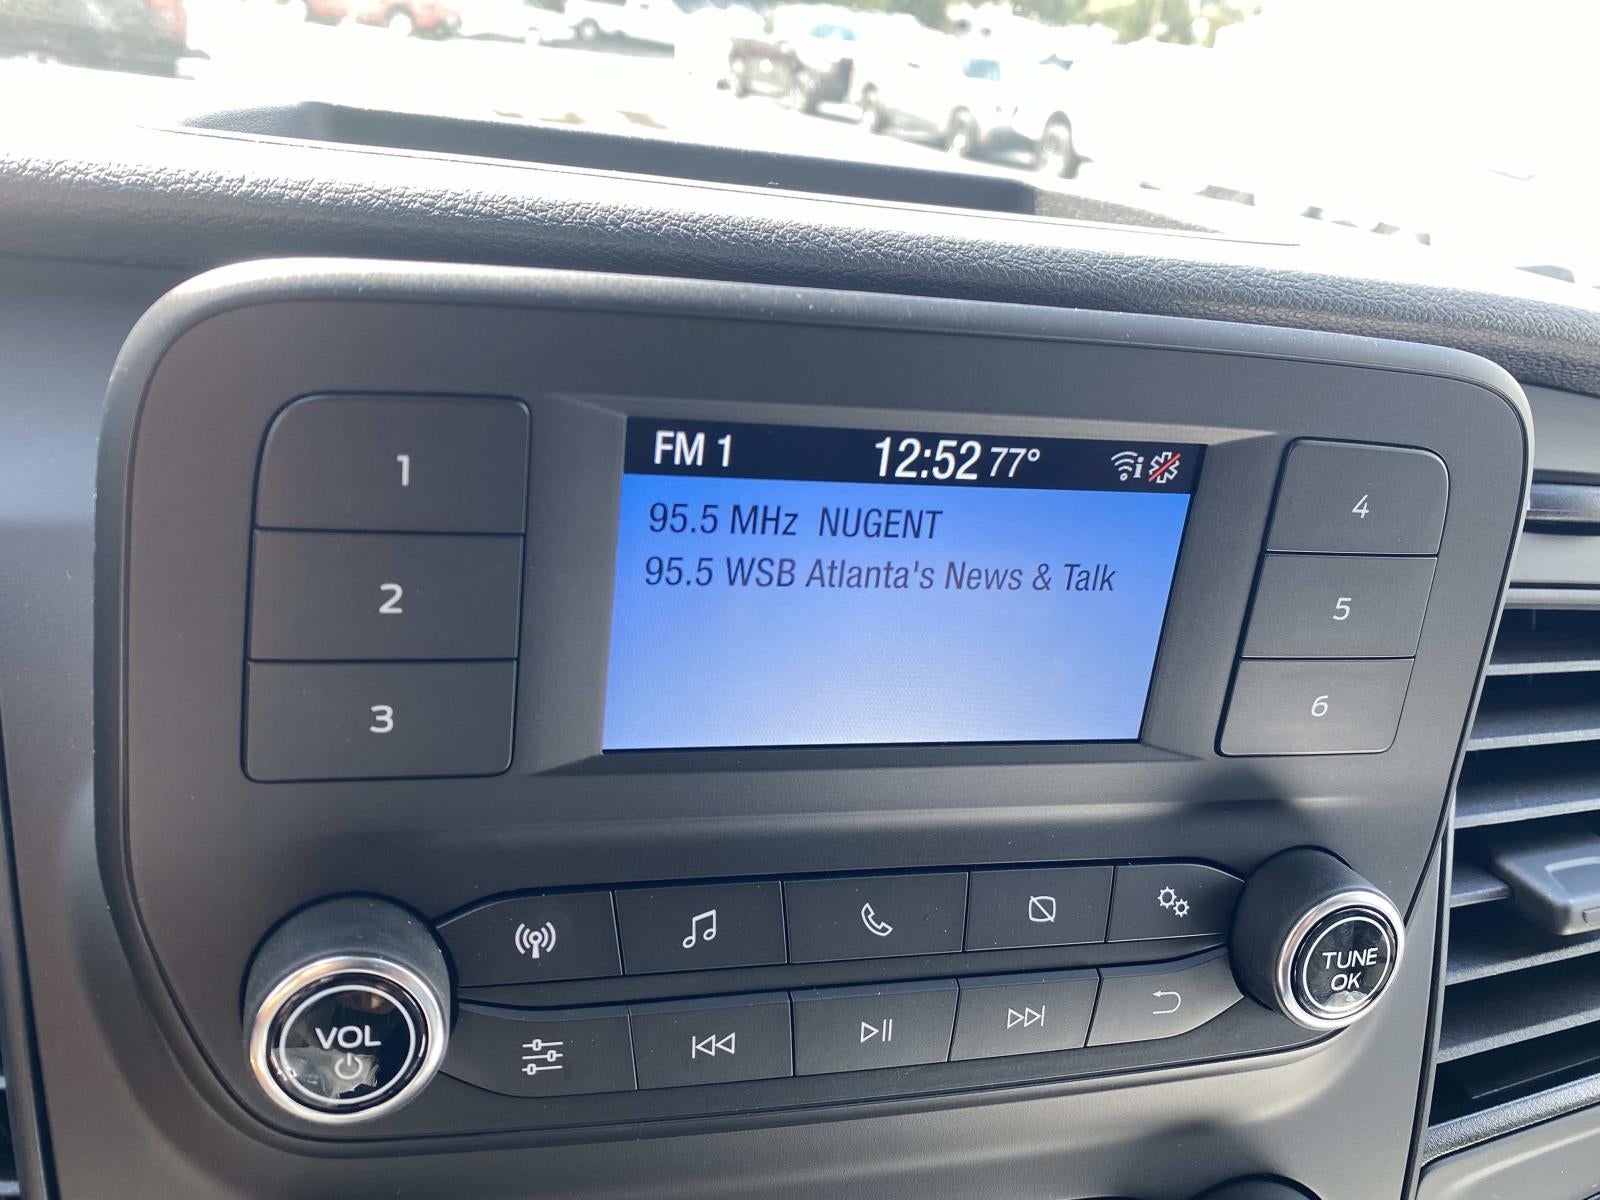 FM 1 12:52 77°
95.5 MHz NUGENT
95.5 WSB Atlanta's News & Talk
1
2
3
4
5
6
VOL
TUNE
OK